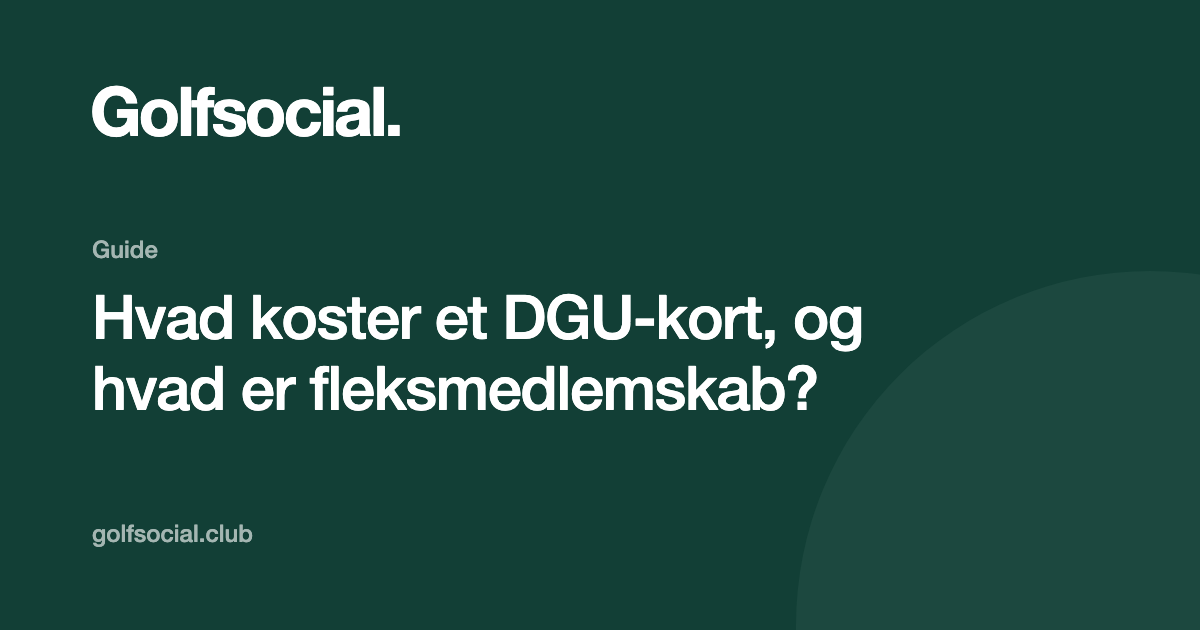 Golfsocial.
Guide
Hvad koster et DGU-kort, og
hvad er fleksmedlemskab?
golfsocial.club